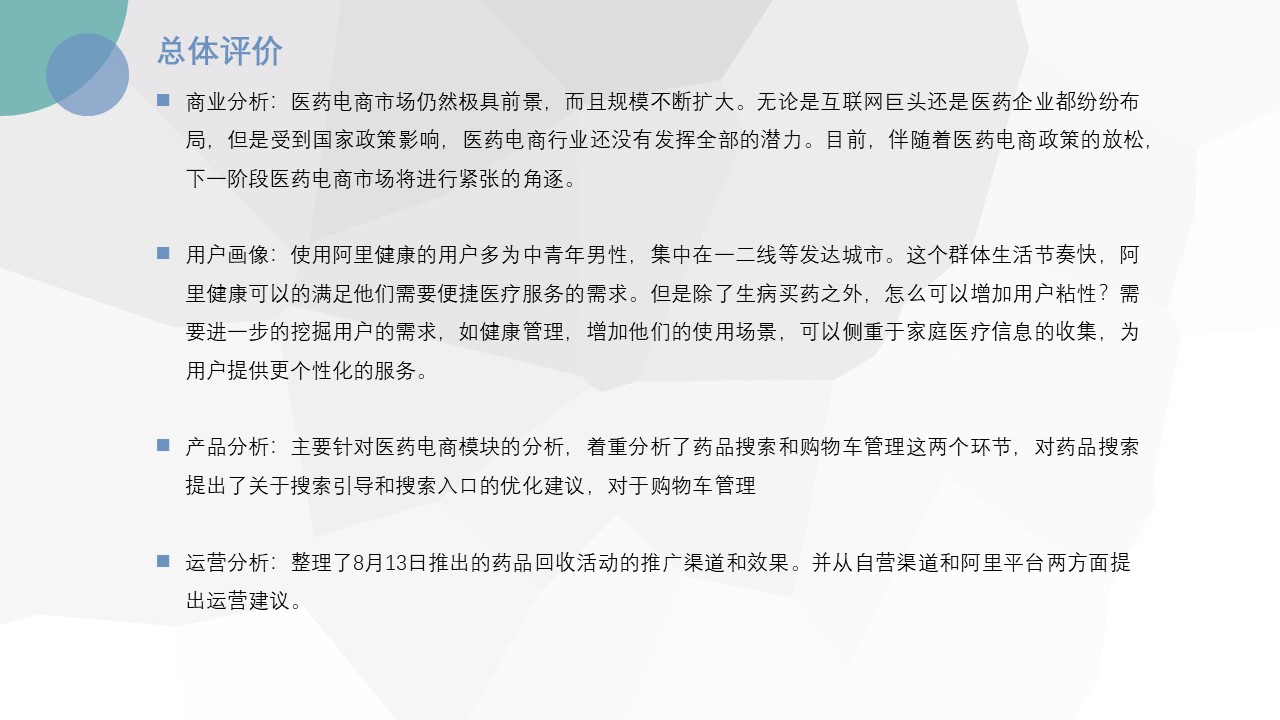 总体评价
商业分析：医药电商市场仍然极具前景，而且规模不断扩大。无论是互联网巨头还是医药企业都纷纷布
局，但是受到国家政策影响，医药电商行业还没有发挥全部的潜力。目前，伴随着医药电商政策的放松，
下一阶段医药电商市场将进行紧张的角逐。
用户画像：使用阿里健康的用户多为中青年男性，集中在一二线等发达城市。这个群体生活节奏快，阿
里健康可以的满足他们需要便捷医疗服务的需求。但是除了生病买药之外，怎么可以增加用户粘性？需
要进一步的挖掘用户的需求，如健康管理，增加他们的使用场景，可以侧重于家庭医疗信息的收集，为
用户提供更个性化的服务。
产品分析：主要针对医药电商模块的分析，着重分析了药品搜索和购物车管理这两个环节，对药品搜索
提出了关于搜索引导和搜索入口的优化建议，对于购物车管理
运营分析：整理了8月13日推出的药品回收活动的推广渠道和效果。并从自营渠道和阿里平台两方面提
出运营建议。